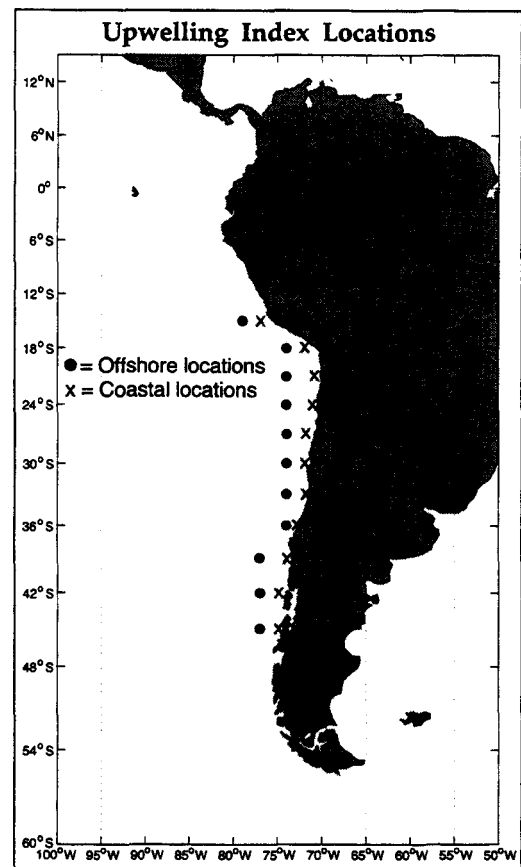 Upwelling Index Locations
12°N
6°N
0°
6°S
12°S
18°S
● = Offshore locations
x = Coastal locations
24°S
30°S
36°S
42°S
48°S
54°S
60°S
100°W 95°W 90°W 85°W 80°W 75°W 70°W 65°W 60°W 55°W 50°W